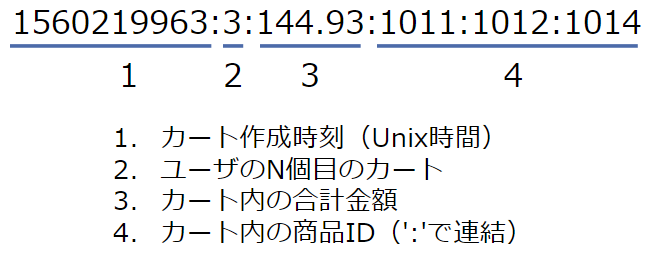 1560219963:3:144.93:1011:1012:1014
1 2 3 4
1. カート作成時刻（Unix時間）
2. ユーザのN個目のカート
3. カート内の合計金額
4. カート内の商品ID（':'で連結）